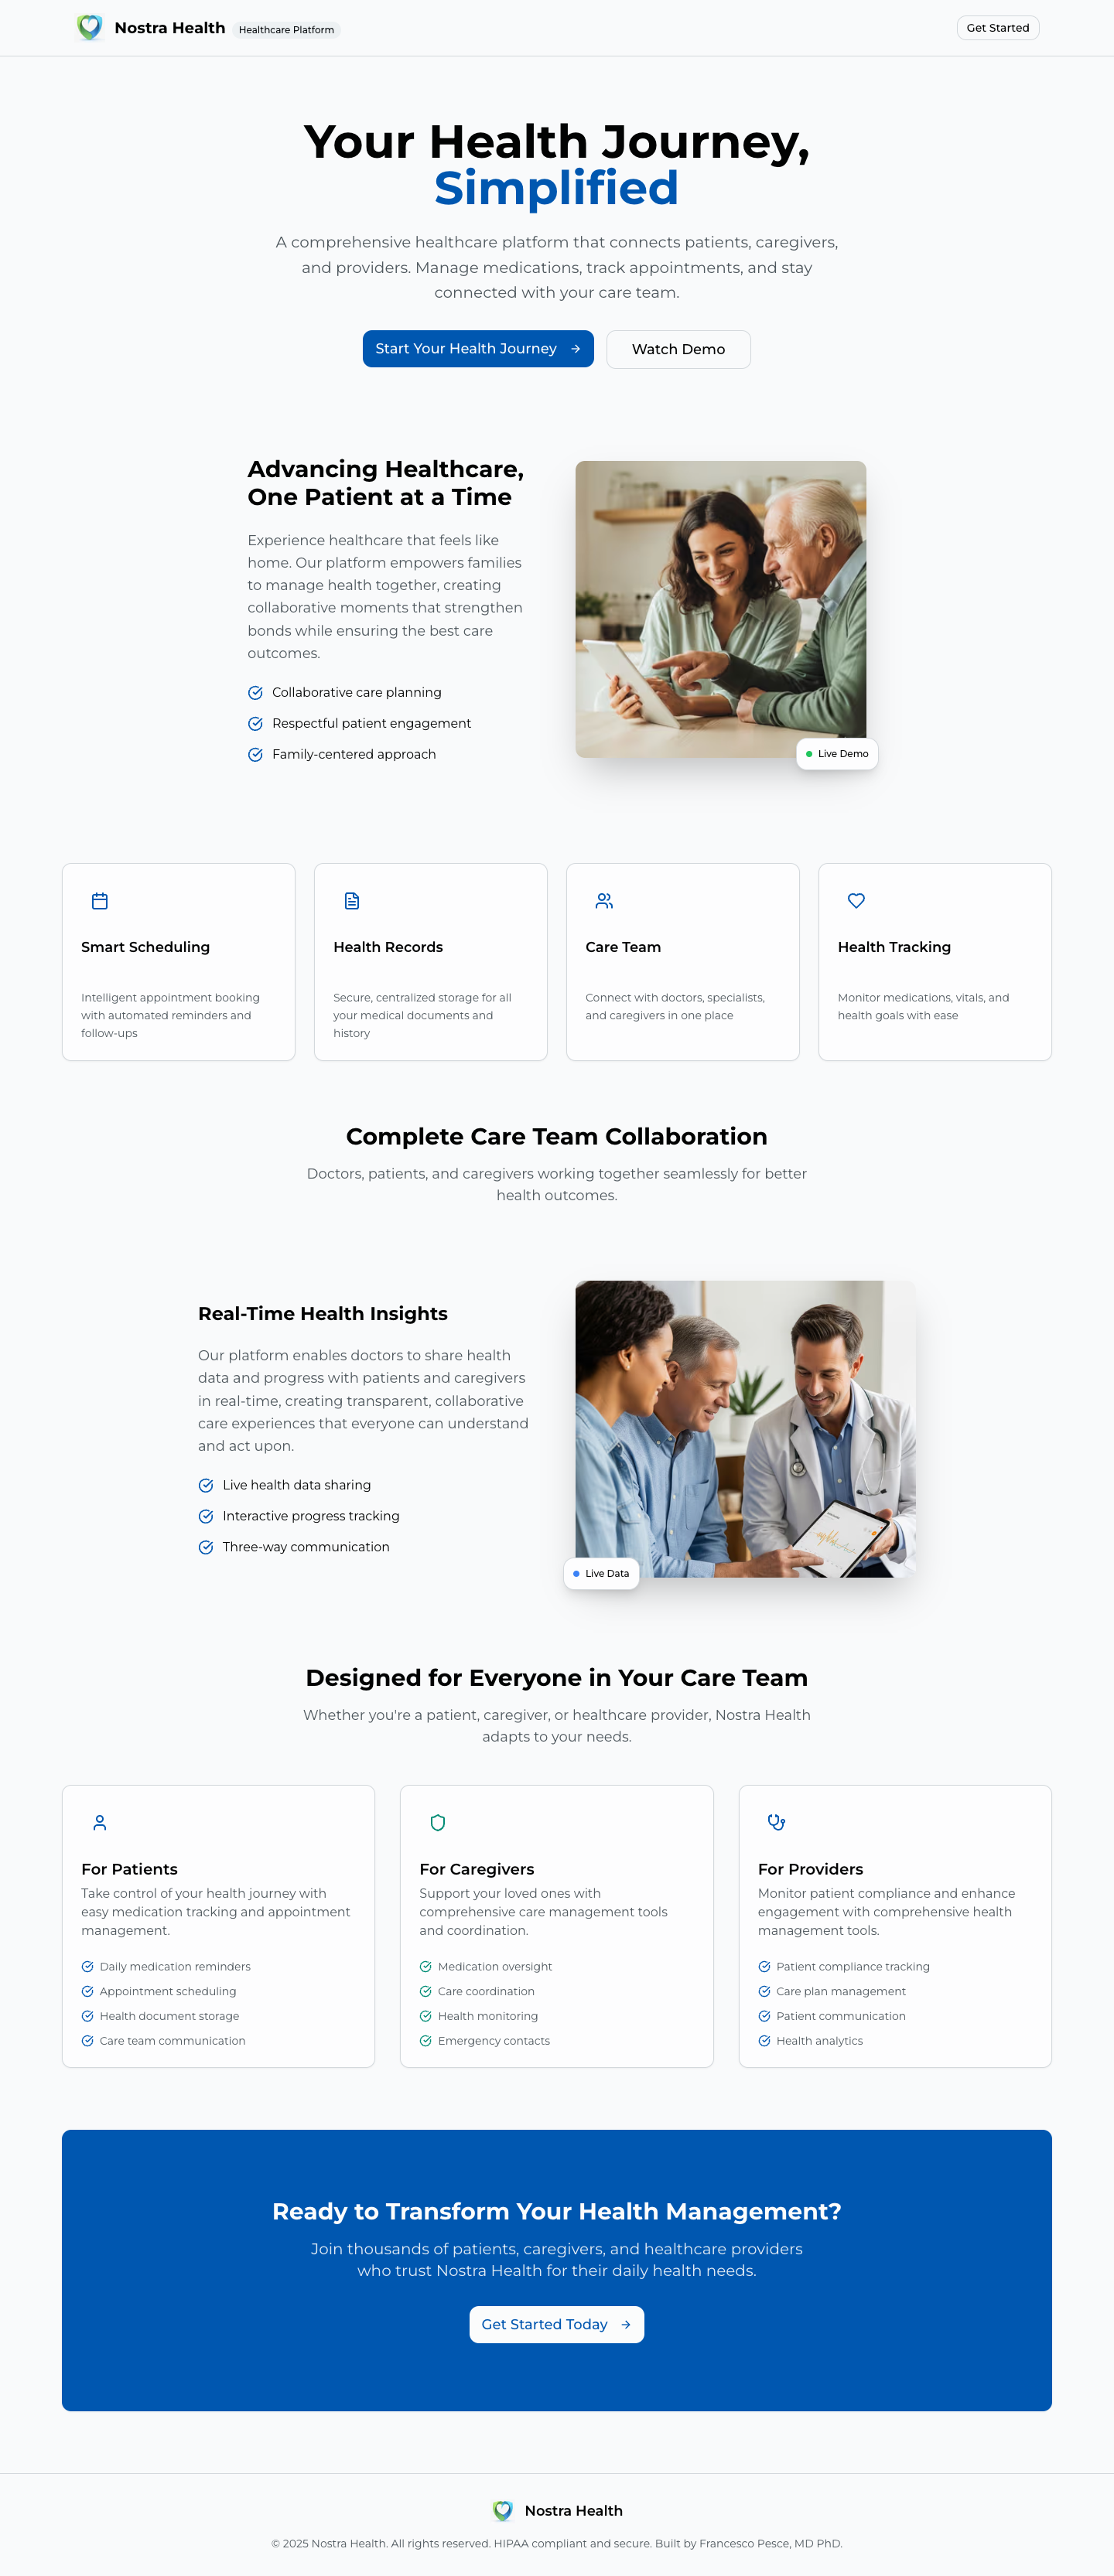 Nostra Health Healthcare Platform
Get Started
Your Health Journey,
Simplified
A comprehensive healthcare platform that connects patients, caregivers,
and providers. Manage medications, track appointments, and stay
connected with your care team.
Start Your Health Journey
Watch Demo
Advancing Healthcare,
One Patient at a Time
Experience healthcare that feels like
home. Our platform empowers families
to manage health together, creating
collaborative moments that strengthen
bonds while ensuring the best care
outcomes.
Collaborative care planning
Respectful patient engagement
Family-centered approach
Live Demo
Smart Scheduling
Intelligent appointment booking
with automated reminders and
follow-ups
Health Records
Secure, centralized storage for all
your medical documents and
history
Care Team
Connect with doctors, specialists,
and caregivers in one place
Health Tracking
Monitor medications, vitals, and
health goals with ease
Complete Care Team Collaboration
Doctors, patients, and caregivers working together seamlessly for better
health outcomes.
Real-Time Health Insights
Our platform enables doctors to share health
data and progress with patients and caregivers
in real-time, creating transparent, collaborative
care experiences that everyone can understand
and act upon.
Live health data sharing
Interactive progress tracking
Three-way communication
Live Data
Designed for Everyone in Your Care Team
Whether you're a patient, caregiver, or healthcare provider, Nostra Health
adapts to your needs.
For Patients
Take control of your health journey with
easy medication tracking and appointment
management.
Daily medication reminders
Appointment scheduling
Health document storage
Care team communication
For Caregivers
Support your loved ones with
comprehensive care management tools
and coordination.
Medication oversight
Care coordination
Health monitoring
Emergency contacts
For Providers
Monitor patient compliance and enhance
engagement with comprehensive health
management tools.
Patient compliance tracking
Care plan management
Patient communication
Health analytics
Ready to Transform Your Health Management?
Join thousands of patients, caregivers, and healthcare providers
who trust Nostra Health for their daily health needs.
Get Started Today
Nostra Health
© 2025 Nostra Health. All rights reserved. HIPAA compliant and secure. Built by Francesco Pesce, MD PhD.